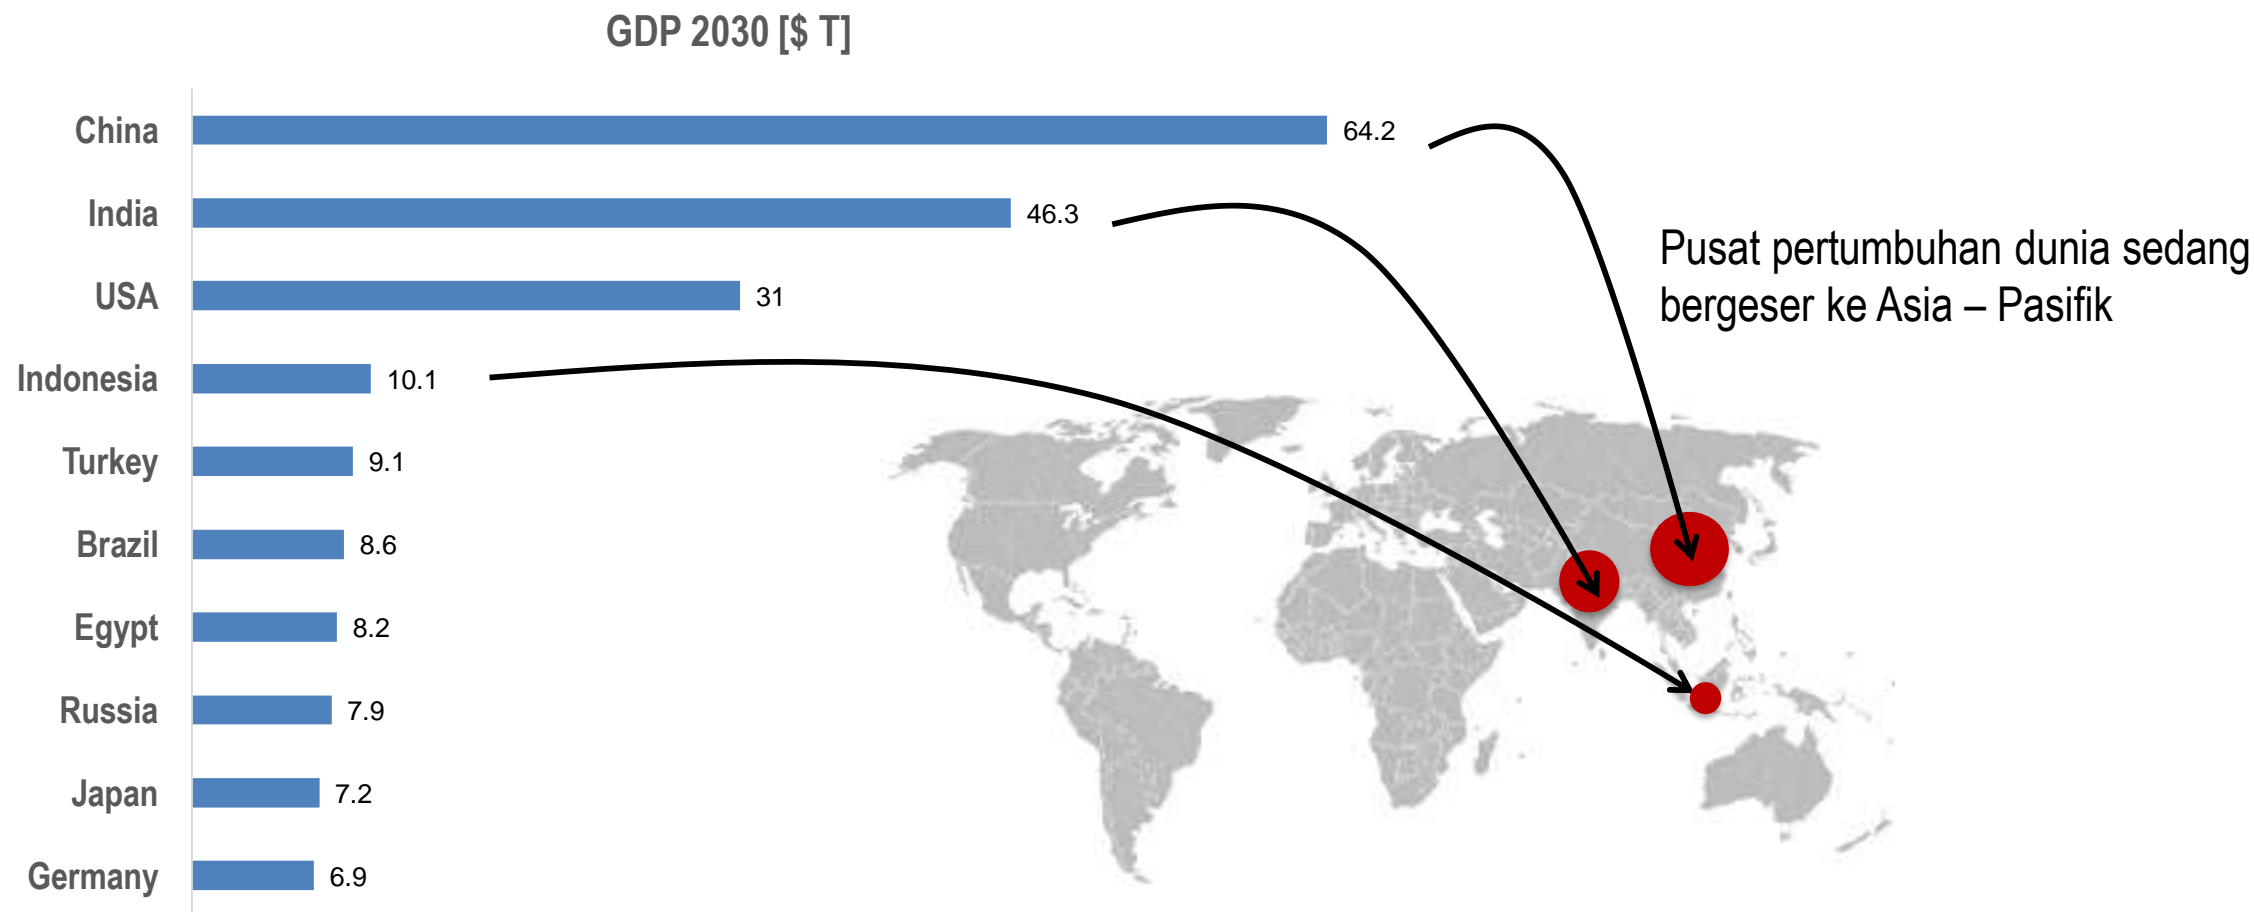 GDP 2030 [$ T]
China 64.2
India 46.3
USA 31
Indonesia 10.1
Turkey 9.1
Brazil 8.6
Egypt 8.2
Russia 7.9
Japan 7.2
Germany 6.9
Pusat pertumbuhan dunia sedang
bergeser ke Asia – Pasifik